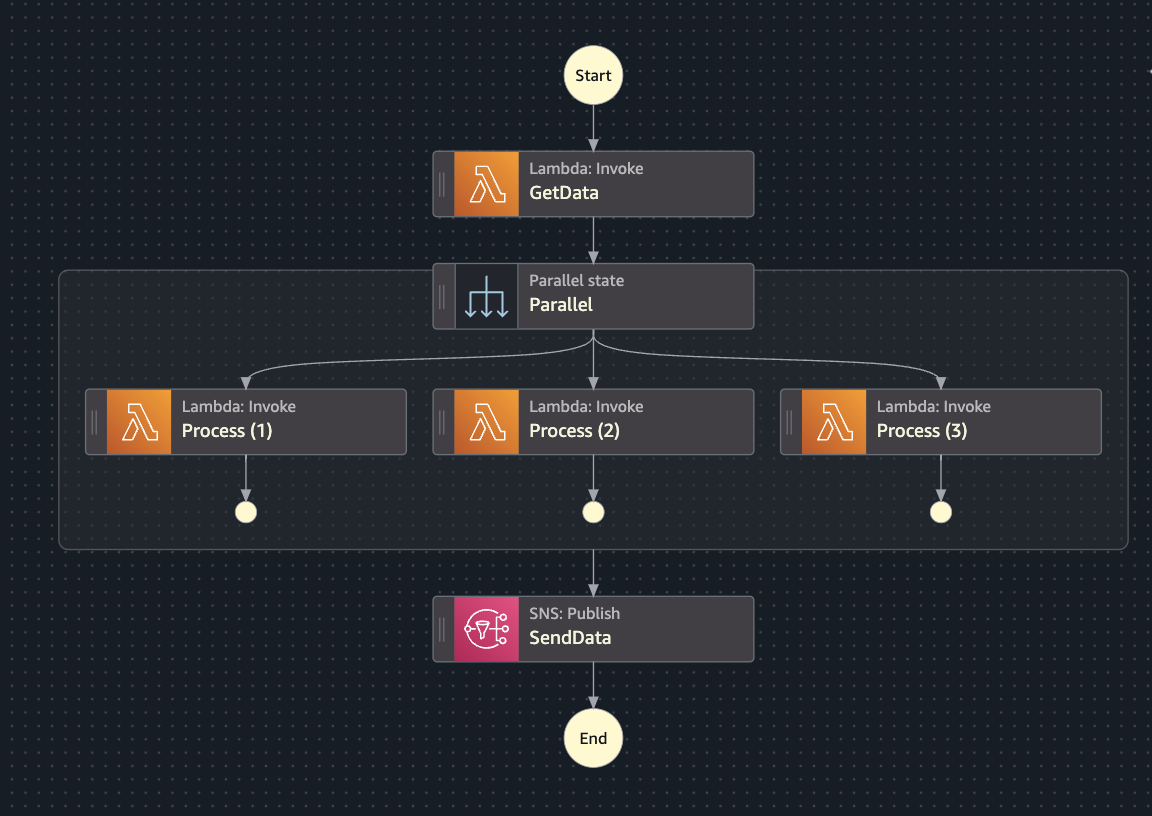 Start
Lambda: Invoke
GetData
Parallel state
Parallel
Lambda: Invoke
Process (1)
Lambda: Invoke
Process (2)
Lambda: Invoke
Process (3)
SNS: Publish
SendData
End